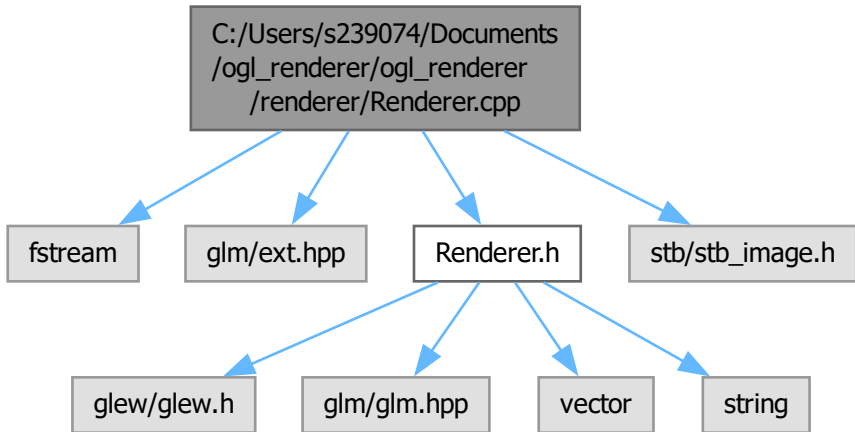 C:/Users/s239074/Documents
/ogl_renderer/ogl_renderer
/renderer/Renderer.cpp
fstream
glm/ext.hpp
Renderer.h
stb/stb_image.h
glew/glew.h
glm/glm.hpp
vector
string